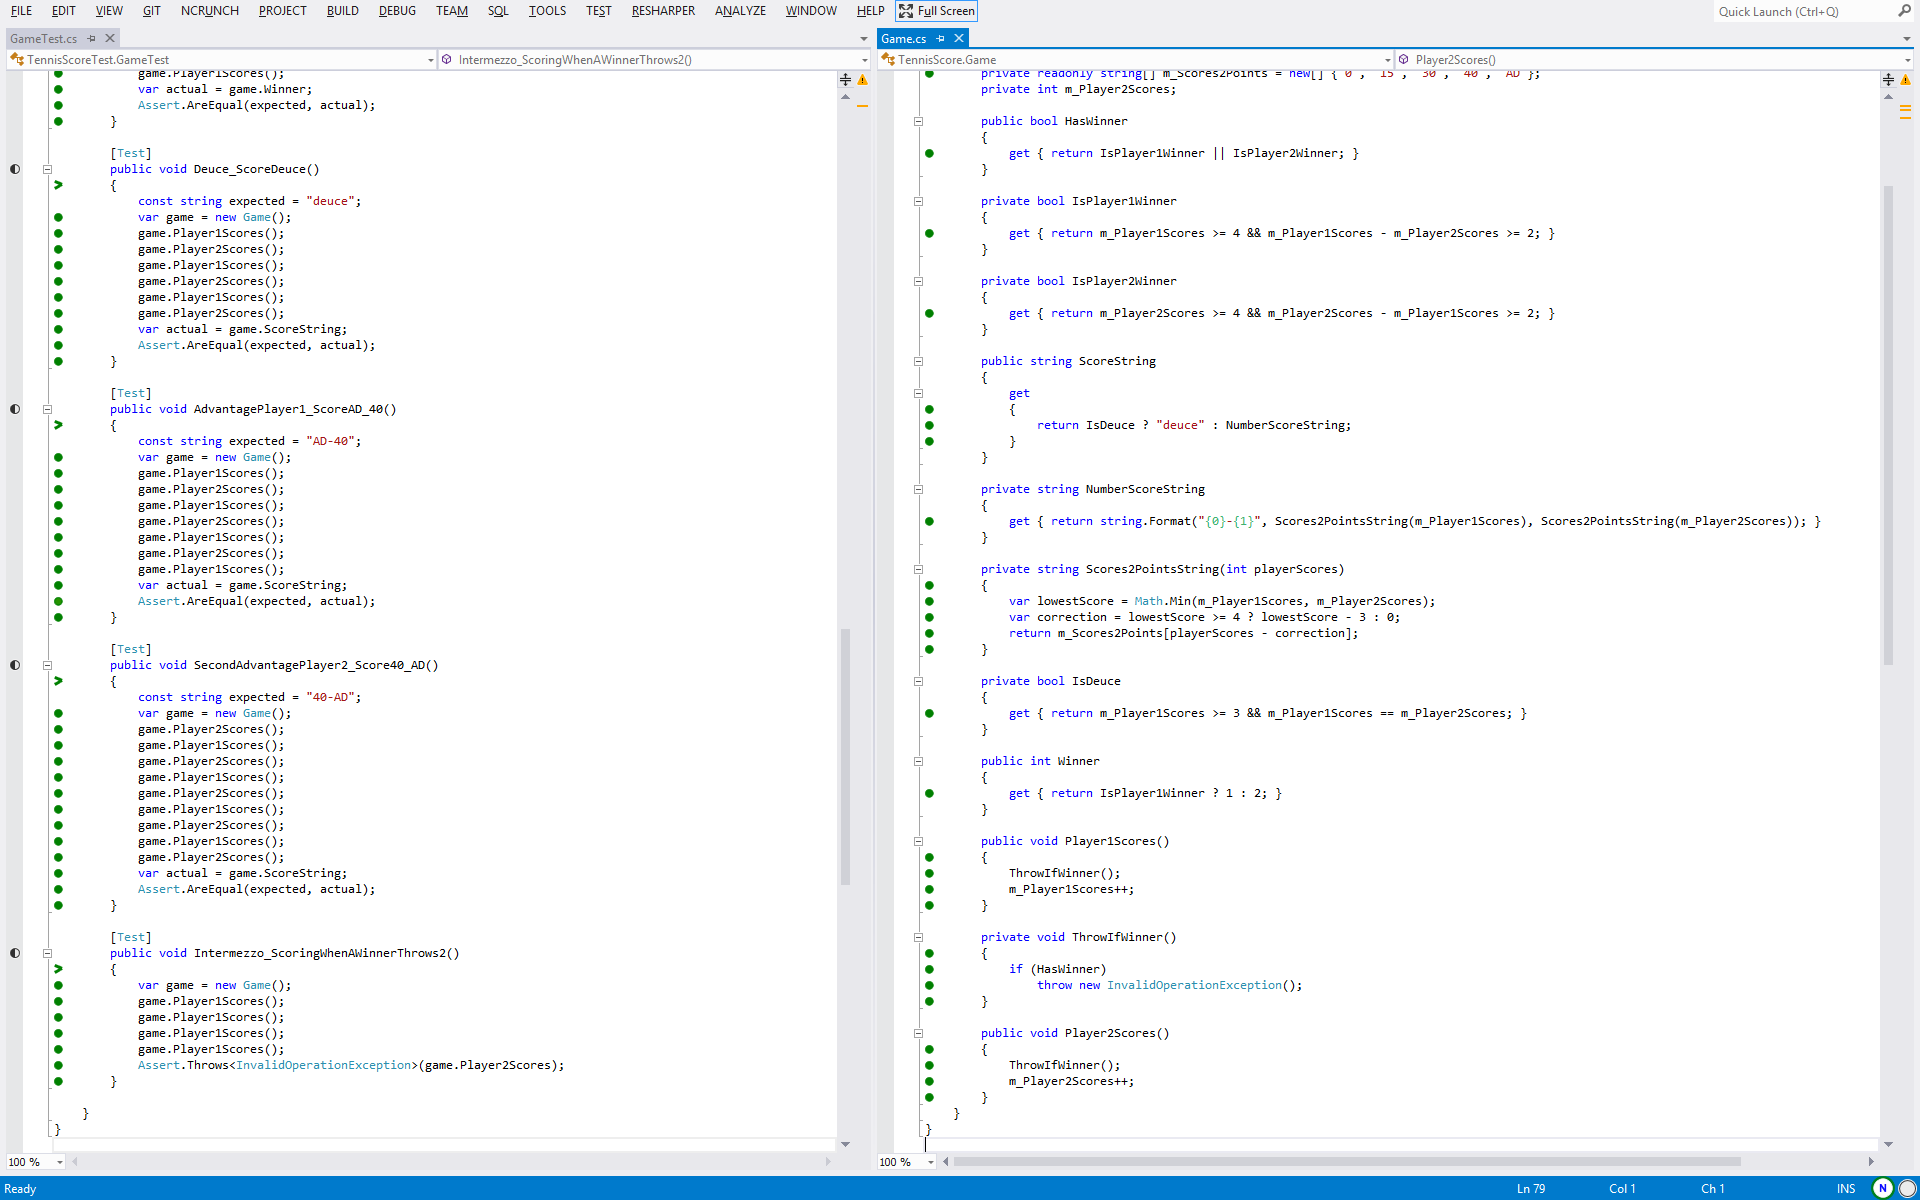 FILE EDIT VIEW GIT NCRUNCH PROJECT BUILD DEBUG TEAM SQL TOOLS TEST RESHARPER ANALYZE WINDOW HELP Full Screen Quick Launch (Ctrl+Q)
GameTest.cs
TennisScoreTest.GameTest Intermezzo_ScoringWhenAWinnerThrows2()
game.Player1Scores();
var actual = game.Winner;
Assert.AreEqual(expected, actual);
}
[Test]
public void Deuce_ScoreDeuce()
{
const string expected = "deuce";
var game = new Game();
game.Player1Scores();
game.Player2Scores();
game.Player1Scores();
game.Player2Scores();
game.Player1Scores();
game.Player2Scores();
var actual = game.ScoreString;
Assert.AreEqual(expected, actual);
}
[Test]
public void AdvantagePlayer1_ScoreAD_40()
{
const string expected = "AD-40";
var game = new Game();
game.Player1Scores();
game.Player2Scores();
game.Player1Scores();
game.Player2Scores();
game.Player1Scores();
game.Player2Scores();
game.Player1Scores();
var actual = game.ScoreString;
Assert.AreEqual(expected, actual);
}
[Test]
public void SecondAdvantagePlayer2_Score40_AD()
{
const string expected = "40-AD";
var game = new Game();
game.Player2Scores();
game.Player1Scores();
game.Player2Scores();
game.Player1Scores();
game.Player2Scores();
game.Player1Scores();
game.Player2Scores();
game.Player1Scores();
game.Player2Scores();
var actual = game.ScoreString;
Assert.AreEqual(expected, actual);
}
[Test]
public void Intermezzo_ScoringWhenAWinnerThrows2()
{
var game = new Game();
game.Player1Scores();
game.Player1Scores();
game.Player1Scores();
game.Player1Scores();
Assert.Throws<InvalidOperationException>(game.Player2Scores);
}
}
}
100 %
Game.cs
TennisScore.Game Player2Scores()
private readonly string[] m_Scores2Points = new[] { "0", "15", "30", "40", "AD" };
private int m_Player2Scores;
public bool HasWinner
{
get { return IsPlayer1Winner || IsPlayer2Winner; }
}
private bool IsPlayer1Winner
{
get { return m_Player1Scores >= 4 && m_Player1Scores - m_Player2Scores >= 2; }
}
private bool IsPlayer2Winner
{
get { return m_Player2Scores >= 4 && m_Player2Scores - m_Player1Scores >= 2; }
}
public string ScoreString
{
get
{
return IsDeuce ? "deuce" : NumberScoreString;
}
}
private string NumberScoreString
{
get { return string.Format("{0}-{1}", Scores2PointsString(m_Player1Scores), Scores2PointsString(m_Player2Scores)); }
}
private string Scores2PointsString(int playerScores)
{
var lowestScore = Math.Min(m_Player1Scores, m_Player2Scores);
var correction = lowestScore >= 4 ? lowestScore - 3 : 0;
return m_Scores2Points[playerScores - correction];
}
private bool IsDeuce
{
get { return m_Player1Scores >= 3 && m_Player1Scores == m_Player2Scores; }
}
public int Winner
{
get { return IsPlayer1Winner ? 1 : 2; }
}
public void Player1Scores()
{
ThrowIfWinner();
m_Player1Scores++;
}
private void ThrowIfWinner()
{
if (HasWinner)
throw new InvalidOperationException();
}
public void Player2Scores()
{
ThrowIfWinner();
m_Player2Scores++;
}
}
}
100 %
Ready Ln 79 Col 1 Ch 1 INS N